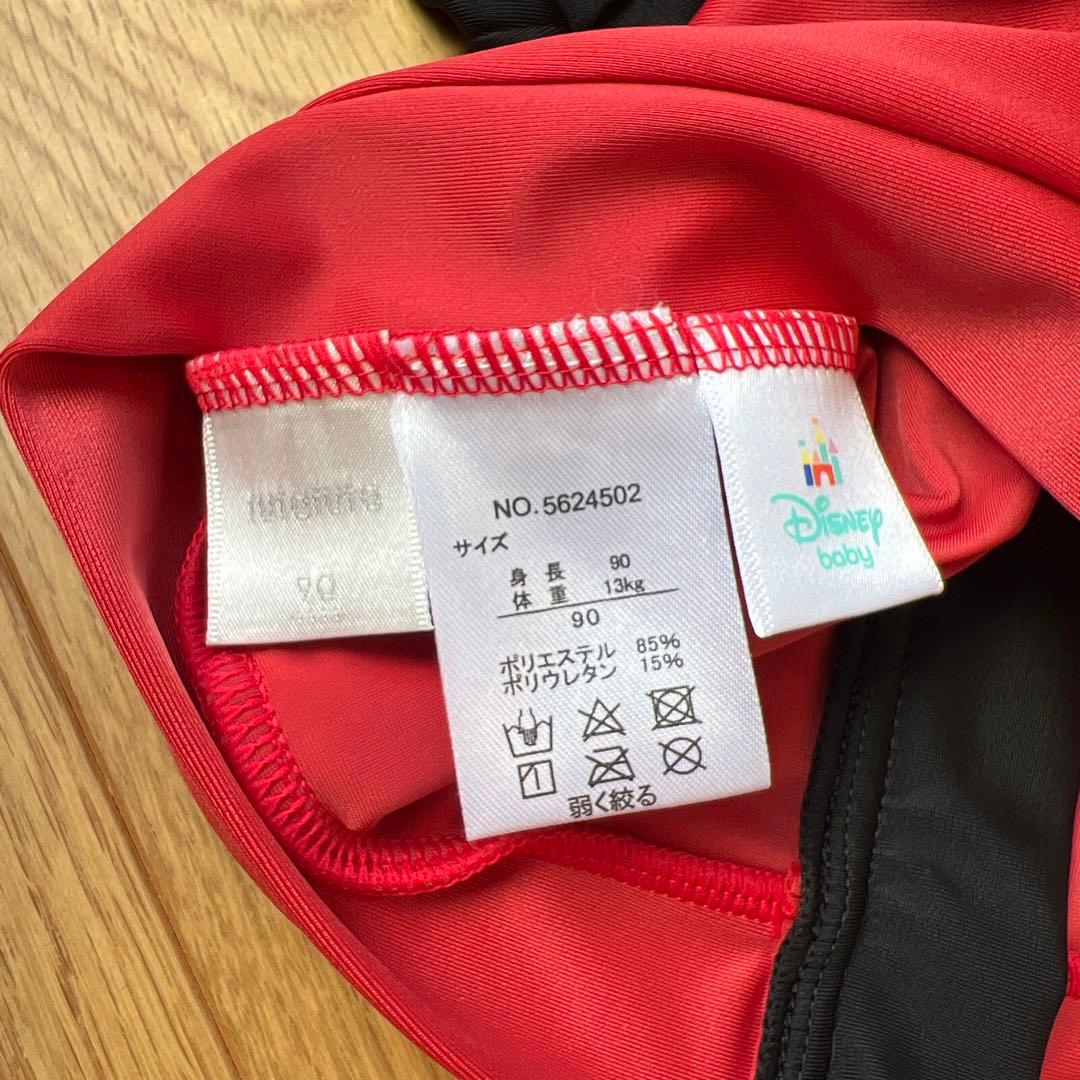 90
NO.5624502
サイズ
身長 90
体重 13kg
90
ポリエステル 85%
ポリウレタン 15%
弱く絞る
Disney
baby